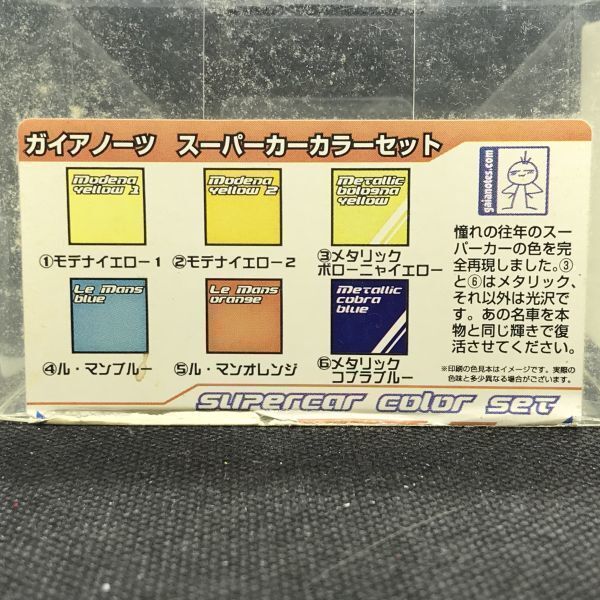 ガイアノーツ スーパーカーカラーセット
Modena yellow 1
Modena yellow 2
Metallic bologna yellow
①モデナイエロー1
②モデナイエロー2
③メタリック
ボローニャイエロー
Le Mans blue
Le Mans orange
Metallic cobra blue
④ル・マンブルー
⑤ル・マンオレンジ
⑥メタリック
コブラブルー
gaianotes.com
憧れの往年のスー
パーカーの色を完
全再現しました。③
と⑥はメタリック、
それ以外は光沢で
す。あの名車を本
物と同じ輝きで復
活させてください。
※印刷の色見本はイメージです。実際の
色味と多少異なる場合がございます。
supercar color set